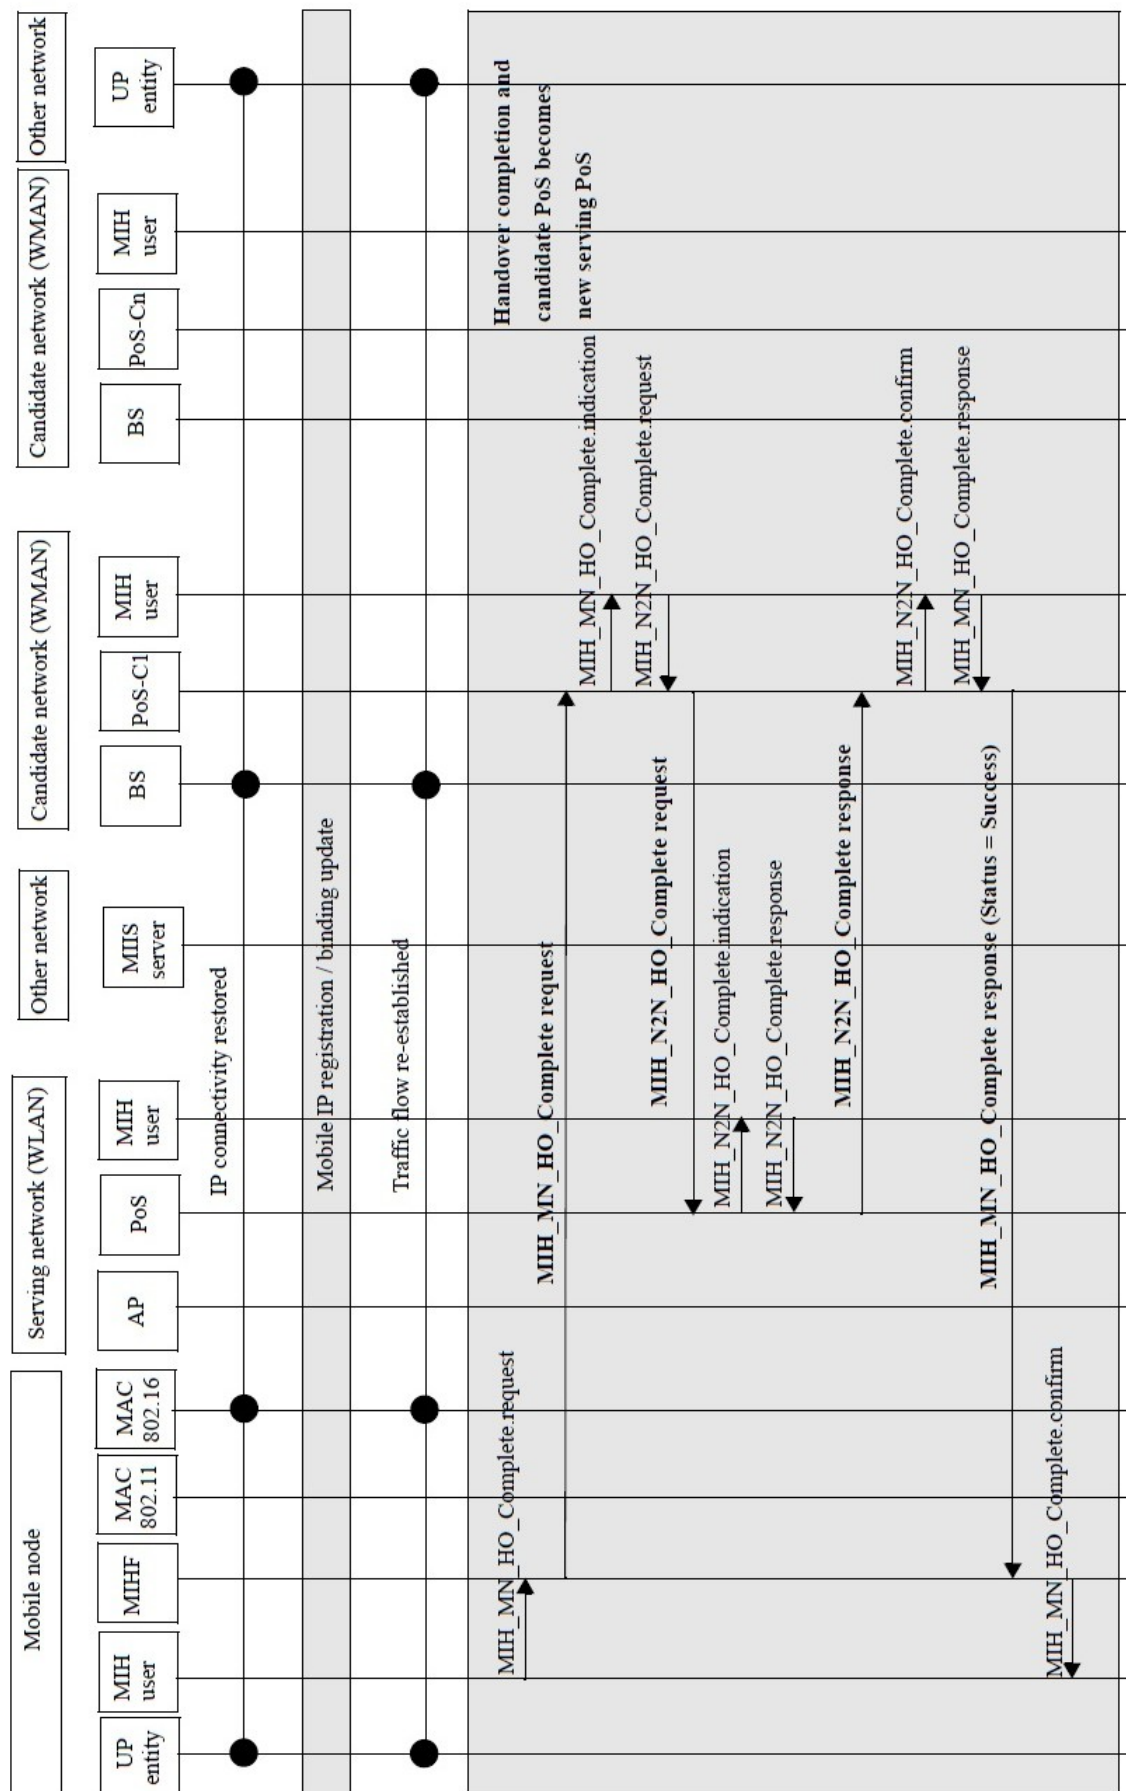 Mobile node
Serving network (WLAN)
Other network
Candidate network (WMAN)
Candidate network (WMAN)
Other network
UP
entity
MIH
user
MIHF
MAC
802.11
MAC
802.16
AP
PoS
MIH
user
MIIS
server
BS
PoS-C1
MIH
user
BS
PoS-Cn
MIH
user
UP
entity
IP connectivity restored
Mobile IP registration / binding update
Traffic flow re-established
Handover completion and
candidate PoS becomes
new serving PoS
MIH_MN_HO_Complete.request
MIH_MN_HO_Complete request
MIH_MN_HO_Complete.indication
MIH_N2N_HO_Complete.request
MIH_N2N_HO_Complete request
MIH_N2N_HO_Complete.indication
MIH_N2N_HO_Complete.response
MIH_N2N_HO_Complete response
MIH_N2N_HO_Complete.confirm
MIH_MN_HO_Complete.response
MIH_MN_HO_Complete response (Status = Success)
MIH_MN_HO_Complete.confirm